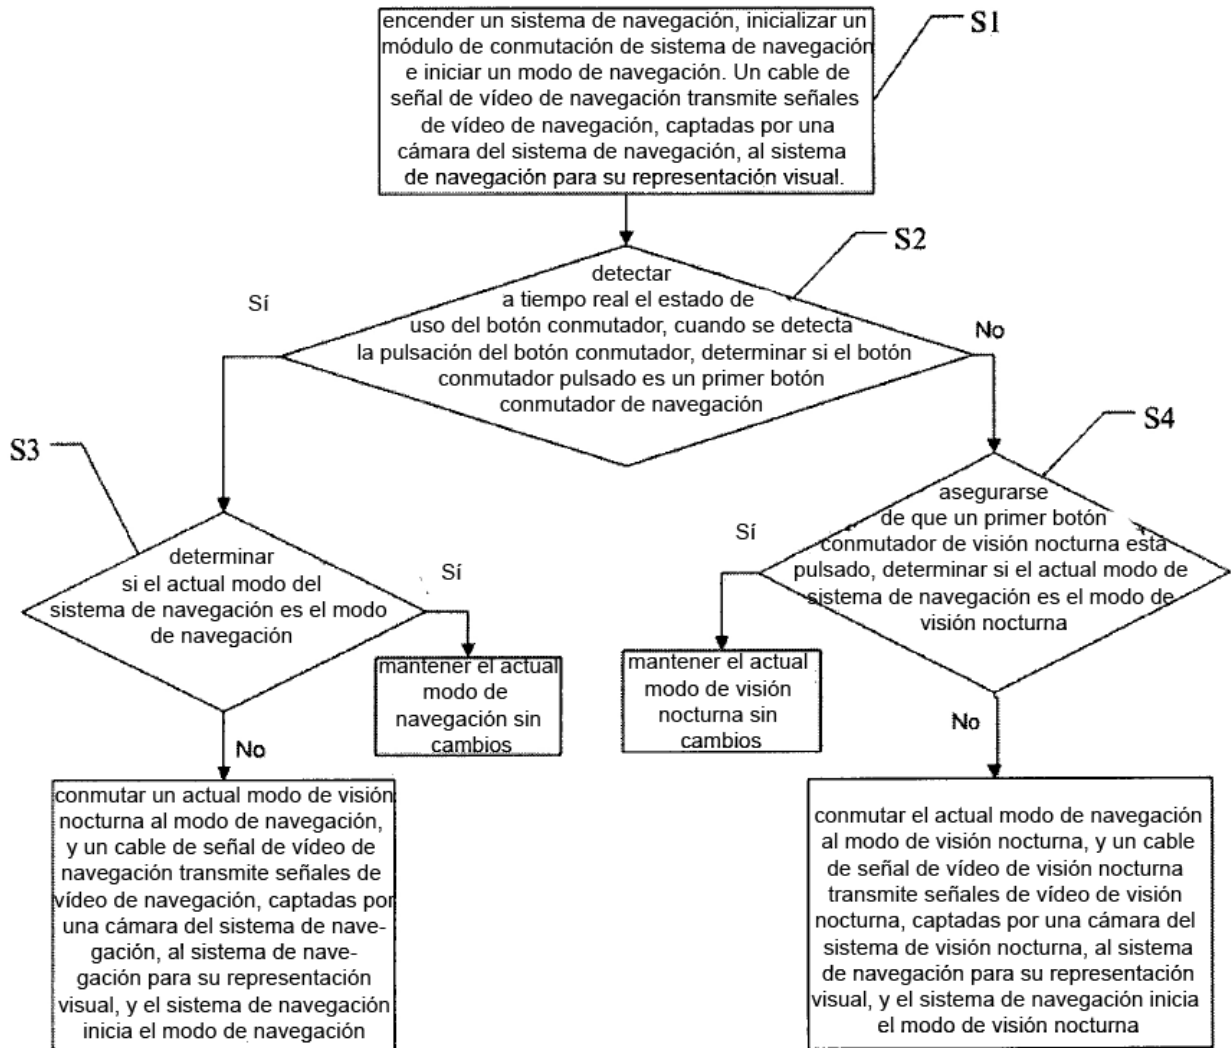 encender un sistema de navegación, inicializar un
módulo de conmutación de sistema de navegación
e iniciar un modo de navegación. Un cable de
señal de vídeo de navegación transmite señales
de vídeo de navegación, captadas por una
cámara del sistema de navegación, al sistema
de navegación para su representación visual.
S1
S2
detectar
a tiempo real el estado de
uso del botón conmutador, cuando se detecta
la pulsación del botón conmutador, determinar si el botón
conmutador pulsado es un primer botón
conmutador de navegación
Sí
No
S3
determinar
si el actual modo del
sistema de navegación es el modo
de navegación
Sí
mantener el actual
modo de
navegación sin
cambios
No
conmutar un actual modo de visión
nocturna al modo de navegación,
y un cable de señal de vídeo de
navegación transmite señales de
vídeo de navegación, captadas por
una cámara del sistema de nave-
gación, al sistema de nave-
gación para su representación
visual, y el sistema de navegación
inicia el modo de navegación
S4
asegurarse
de que un primer botón
conmutador de visión nocturna está
pulsado, determinar si el actual modo de
sistema de navegación es el modo de
visión nocturna
Sí
mantener el actual
modo de visión
nocturna sin
cambios
No
conmutar el actual modo de navegación
al modo de visión nocturna, y un cable
de señal de vídeo de visión nocturna
transmite señales de vídeo de visión
nocturna, captadas por una cámara del
sistema de visión nocturna, al sistema
de navegación para su representación
visual, y el sistema de navegación inicia
el modo de visión nocturna